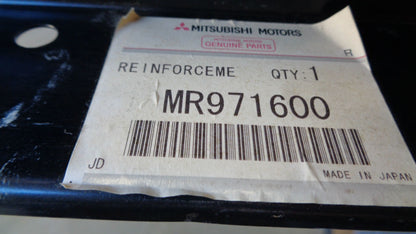 MITSUBISHI MOTORS
GENUINE PARTS
REINFORCEME QTY:1
MR971600
JD
MADE IN JAPAN